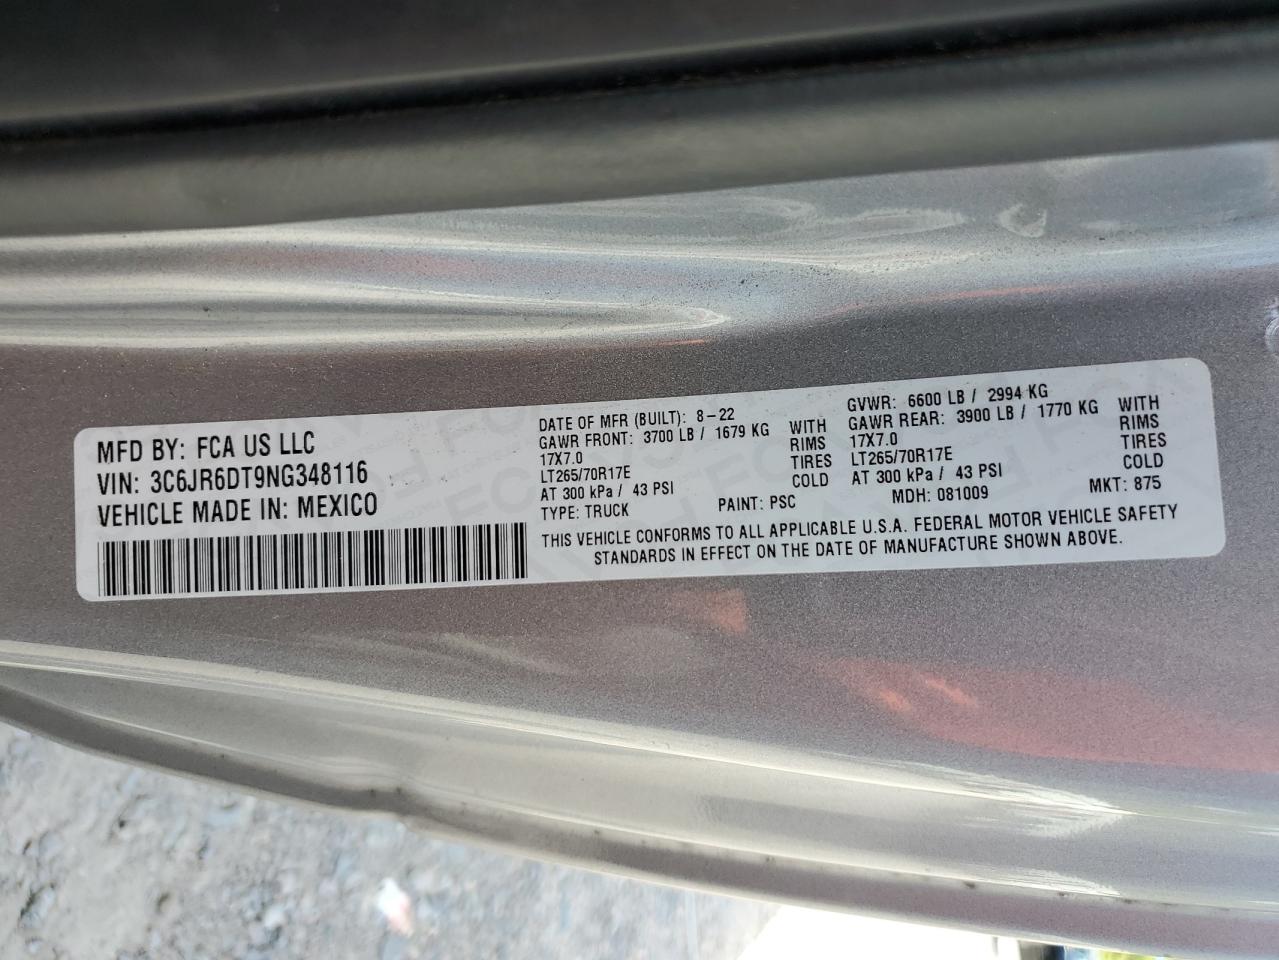 MFD BY: FCA US LLC
VIN: 3C6JR6DT9NG348116
VEHICLE MADE IN: MEXICO
DATE OF MFR (BUILT): 8-22
GAWR FRONT: 3700 LB / 1679 KG WITH
17X7.0 RIMS
LT265/70R17E TIRES
AT 300 kPa / 43 PSI COLD
TYPE: TRUCK PAINT: PSC
GVWR: 6600 LB / 2994 KG
GAWR REAR: 3900 LB / 1770 KG WITH
17X7.0 RIMS
LT265/70R17E TIRES
AT 300 kPa / 43 PSI COLD
MDH: 081009 MKT: 875
THIS VEHICLE CONFORMS TO ALL APPLICABLE U.S.A. FEDERAL MOTOR VEHICLE SAFETY
STANDARDS IN EFFECT ON THE DATE OF MANUFACTURE SHOWN ABOVE.